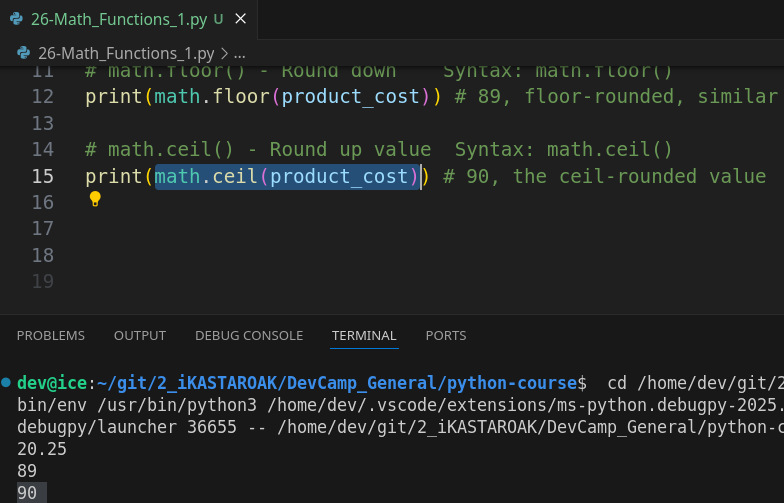 26-Math_Functions_1.py U
26-Math_Functions_1.py > ...
11 # math.floor() - Round down    Syntax: math.floor()
12 print(math.floor(product_cost)) # 89, floor-rounded, similar
13
14 # math.ceil() - Round up value  Syntax: math.ceil()
15 print(math.ceil(product_cost)) # 90, the ceil-rounded value
16
17
18
19
PROBLEMS OUTPUT DEBUG CONSOLE TERMINAL PORTS
dev@ice:~/git/2_iKASTAROAK/DevCamp_General/python-course$  cd /home/dev/git/2
bin/env /usr/bin/python3 /home/dev/.vscode/extensions/ms-python.debugpy-2025.
debugpy/launcher 36655 -- /home/dev/git/2_iKASTAROAK/DevCamp_General/python-c
20.25
89
90